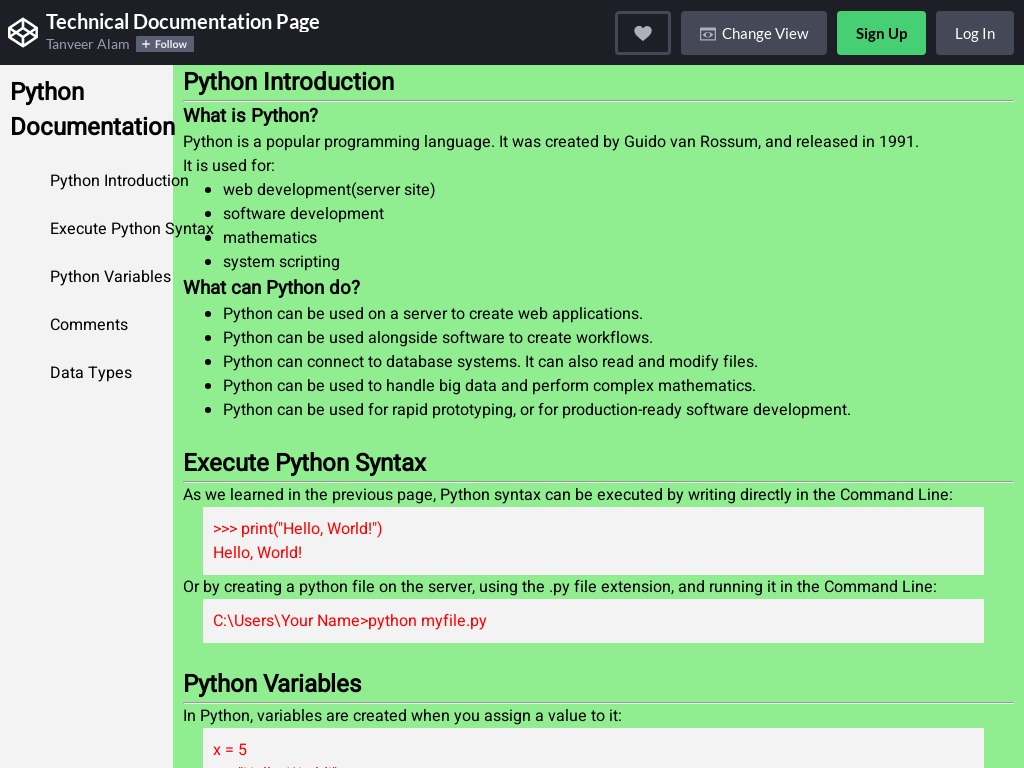 Technical Documentation Page
Tanveer Alam
+ Follow
Change View
Sign Up
Log In
Python
Documentation
Python Introduction
Execute Python Syntax
Python Variables
Comments
Data Types
Python Introduction
What is Python?
Python is a popular programming language. It was created by Guido van Rossum, and released in 1991.
It is used for:
web development(server site)
software development
mathematics
system scripting
What can Python do?
Python can be used on a server to create web applications.
Python can be used alongside software to create workflows.
Python can connect to database systems. It can also read and modify files.
Python can be used to handle big data and perform complex mathematics.
Python can be used for rapid prototyping, or for production-ready software development.
Execute Python Syntax
As we learned in the previous page, Python syntax can be executed by writing directly in the Command Line:
>>> print("Hello, World!")
Hello, World!
Or by creating a python file on the server, using the .py file extension, and running it in the Command Line:
C:\Users\Your Name>python myfile.py
Python Variables
In Python, variables are created when you assign a value to it:
x = 5